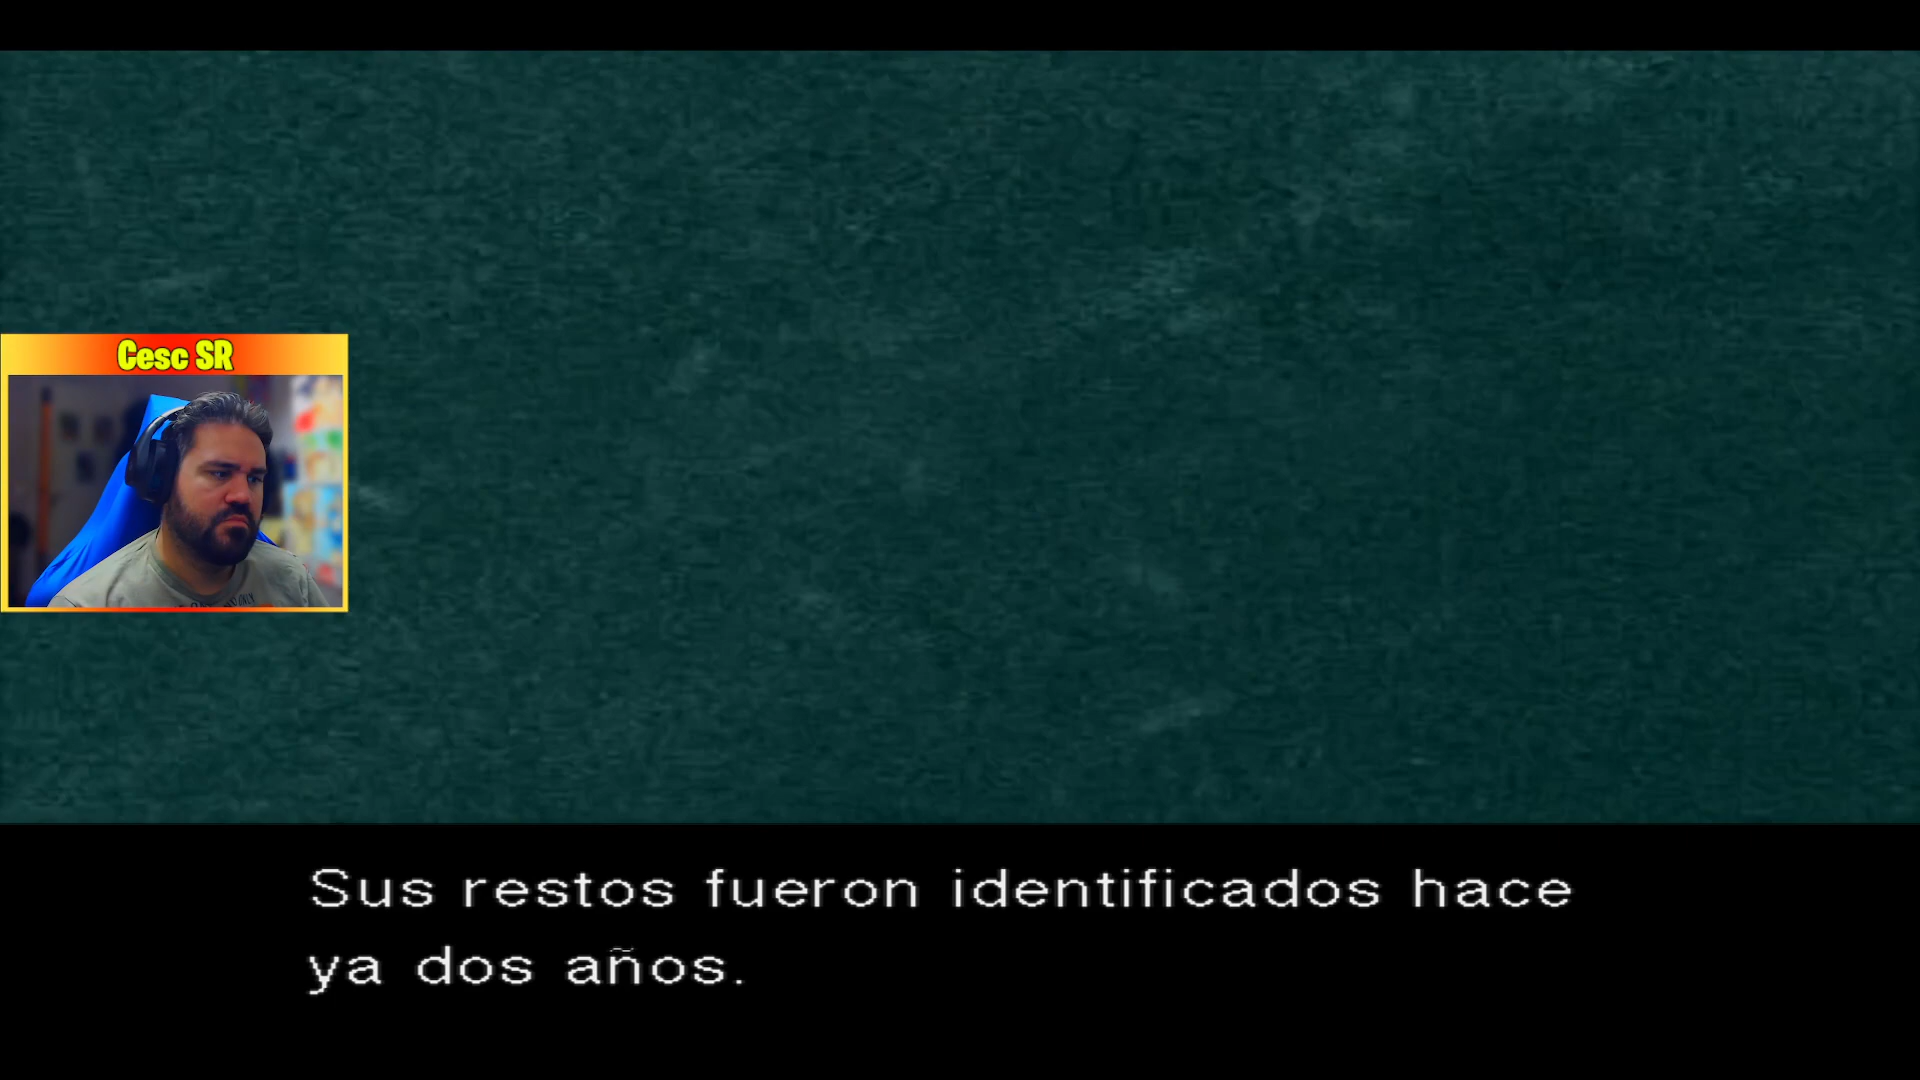 Cesc SR
Sus restos fueron identificados hace
ya dos años.